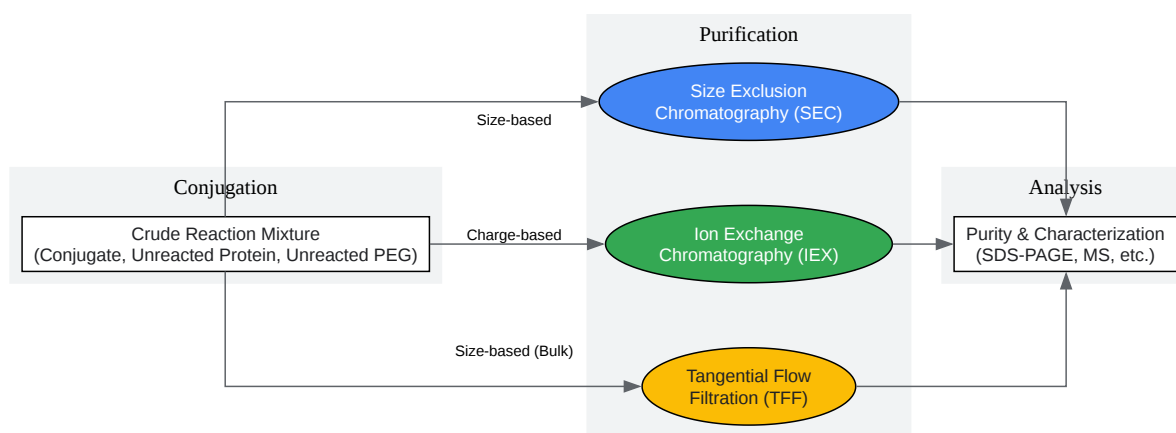 Purification
Size Exclusion
Chromatography (SEC)
Size-based
Conjugation
Analysis
Crude Reaction Mixture
(Conjugate, Unreacted Protein, Unreacted PEG)
Charge-based
Ion Exchange
Chromatography (IEX)
Purity & Characterization
(SDS-PAGE, MS, etc.)
Size-based (Bulk)
Tangential Flow
Filtration (TFF)